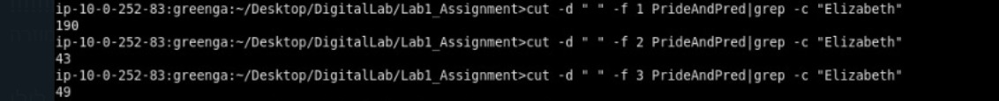 ip-10-0-252-83:greenga:~/Desktop/DigitalLab/Lab1_Assignment>cut -d " " -f 1 PrideAndPred|grep -c "Elizabeth"
190
ip-10-0-252-83:greenga:~/Desktop/DigitalLab/Lab1_Assignment>cut -d " " -f 2 PrideAndPred|grep -c "Elizabeth"
43
ip-10-0-252-83:greenga:~/Desktop/DigitalLab/Lab1_Assignment>cut -d " " -f 3 PrideAndPred|grep -c "Elizabeth"
49